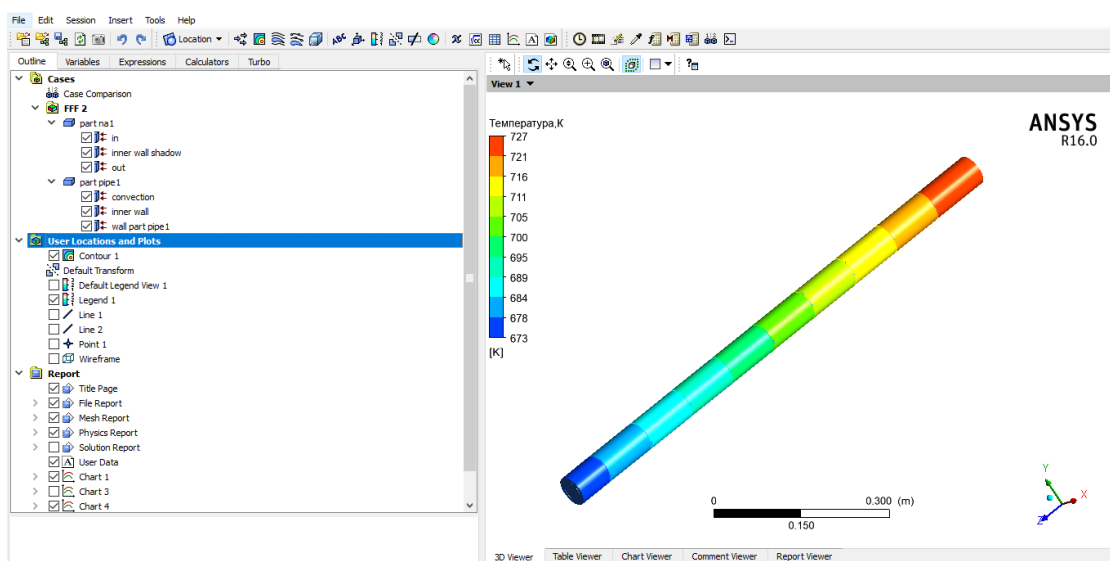 File Edit Session Insert Tools Help
Location
Outline Variables Expressions Calculators Turbo
Cases
Case Comparison
FFF 2
part na1
in
inner wall shadow
out
part pipe1
convection
inner wall
wall part pipe1
User Locations and Plots
Contour 1
Default Transform
Default Legend View 1
Legend 1
Line 1
Line 2
Point 1
Wireframe
Report
Title Page
File Report
Mesh Report
Physics Report
Solution Report
User Data
Chart 1
Chart 3
Chart 4
View 1
Температура,К
727
721
716
711
705
700
695
689
684
678
673
[K]
ANSYS
R16.0
0 0.300 (m)
0.150
Y
X
Z
3D Viewer Table Viewer Chart Viewer Comment Viewer Report Viewer